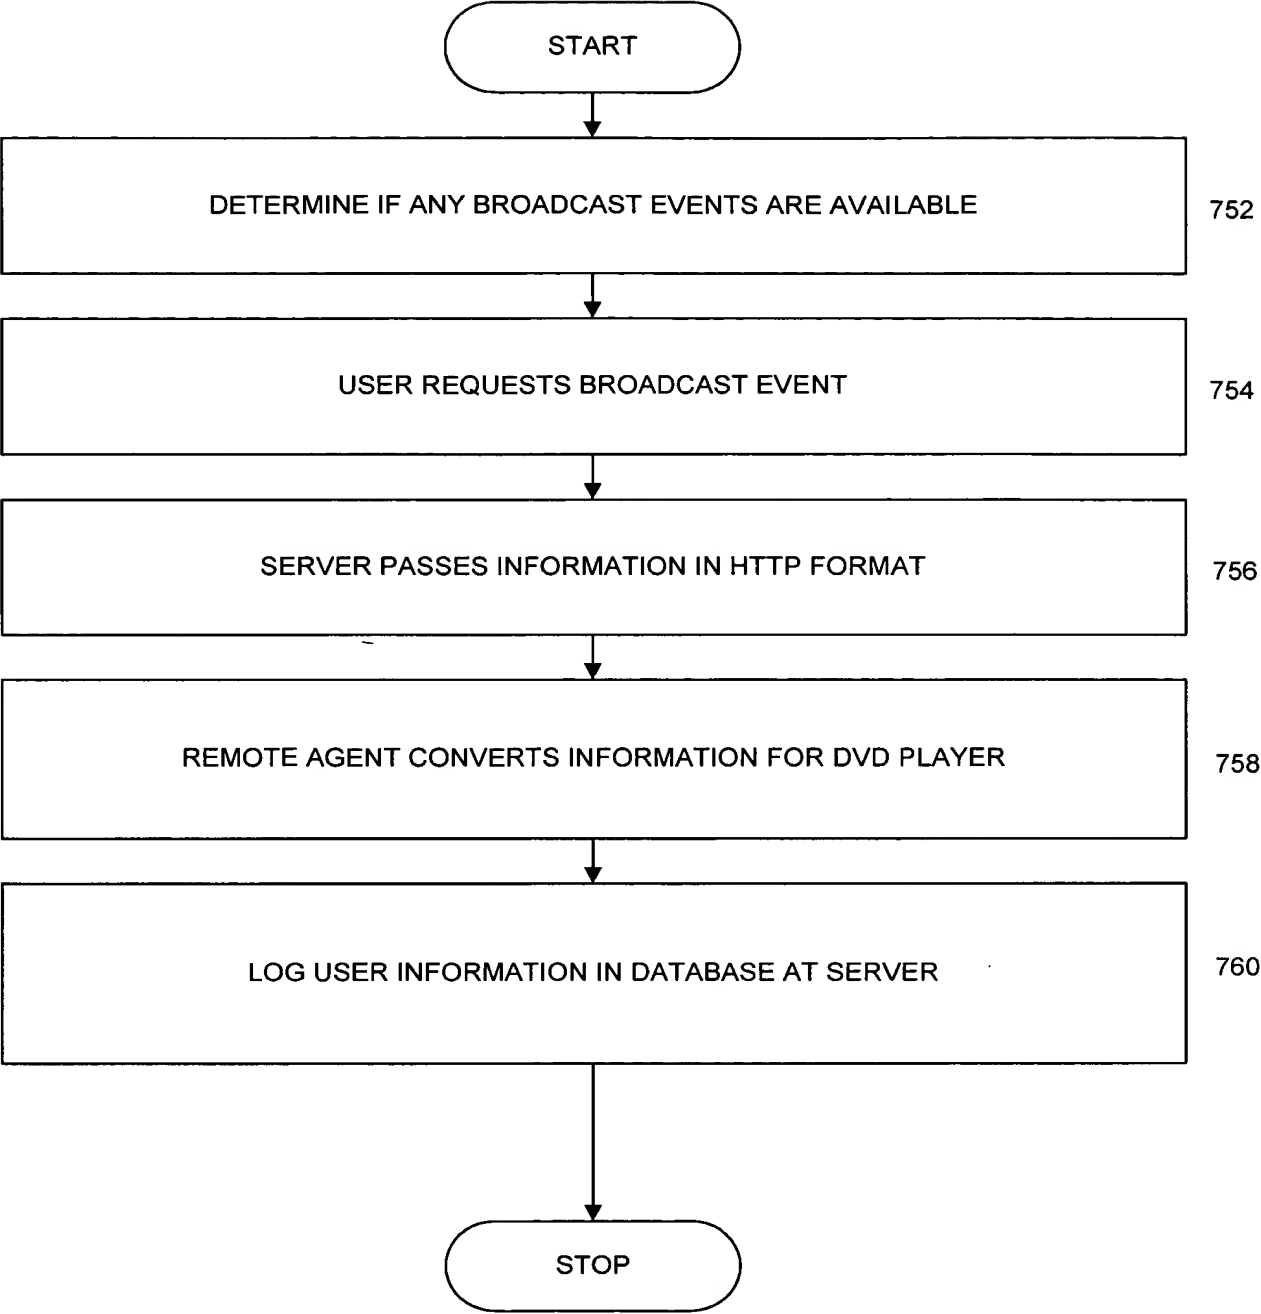 START
DETERMINE IF ANY BROADCAST EVENTS ARE AVAILABLE
752
USER REQUESTS BROADCAST EVENT
754
SERVER PASSES INFORMATION IN HTTP FORMAT
756
REMOTE AGENT CONVERTS INFORMATION FOR DVD PLAYER
758
LOG USER INFORMATION IN DATABASE AT SERVER
760
STOP